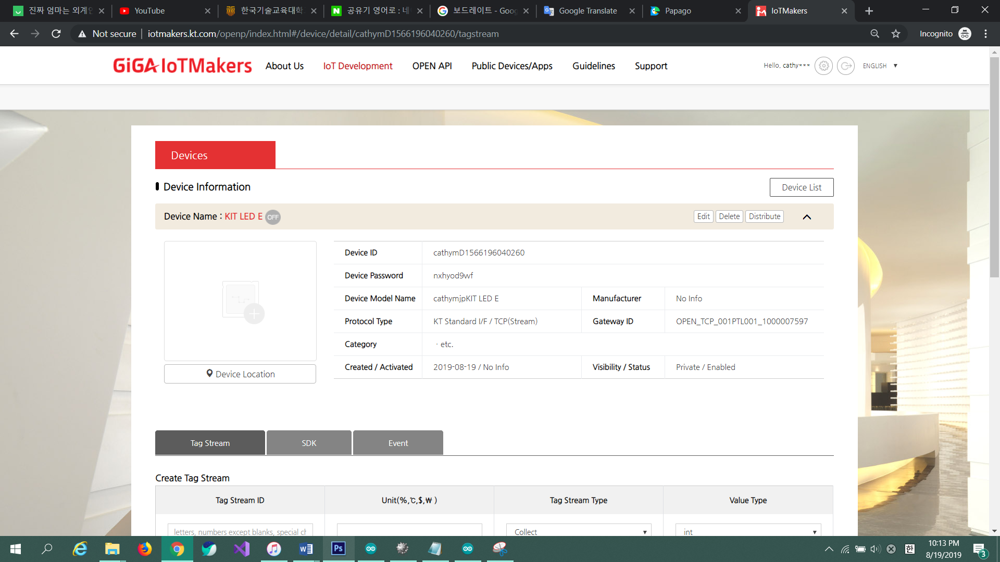 진짜 엄마는 외계인
YouTube
한국기술교육대학
공유기 영어로 : 네이
보드레이트 - Goog
Google Translate
Papago
IoTMakers
Not secure
iotmakers.kt.com/openp/index.html#/device/detail/cathymD1566196040260/tagstream
Incognito
GiGA IoTMakers
About Us
IoT Development
OPEN API
Public Devices/Apps
Guidelines
Support
Hello, cathy***
ENGLISH
Devices
Device Information
Device List
Device Name : KIT LED E OFF
Edit
Delete
Distribute
Device ID
cathymD1566196040260
Device Password
nxhyod9wf
Device Model Name
cathymjpKIT LED E
Manufacturer
No Info
Protocol Type
KT Standard I/F / TCP(Stream)
Gateway ID
OPEN_TCP_001PTL001_1000007597
Category
· etc.
Created / Activated
2019-08-19 / No Info
Visibility / Status
Private / Enabled
Device Location
Tag Stream
SDK
Event
Create Tag Stream
Tag Stream ID
Unit(%,℃,$,₩ )
Tag Stream Type
Value Type
letters, numbers except blanks, special ch
Collect
int
Ps
한
10:13 PM
8/19/2019
3